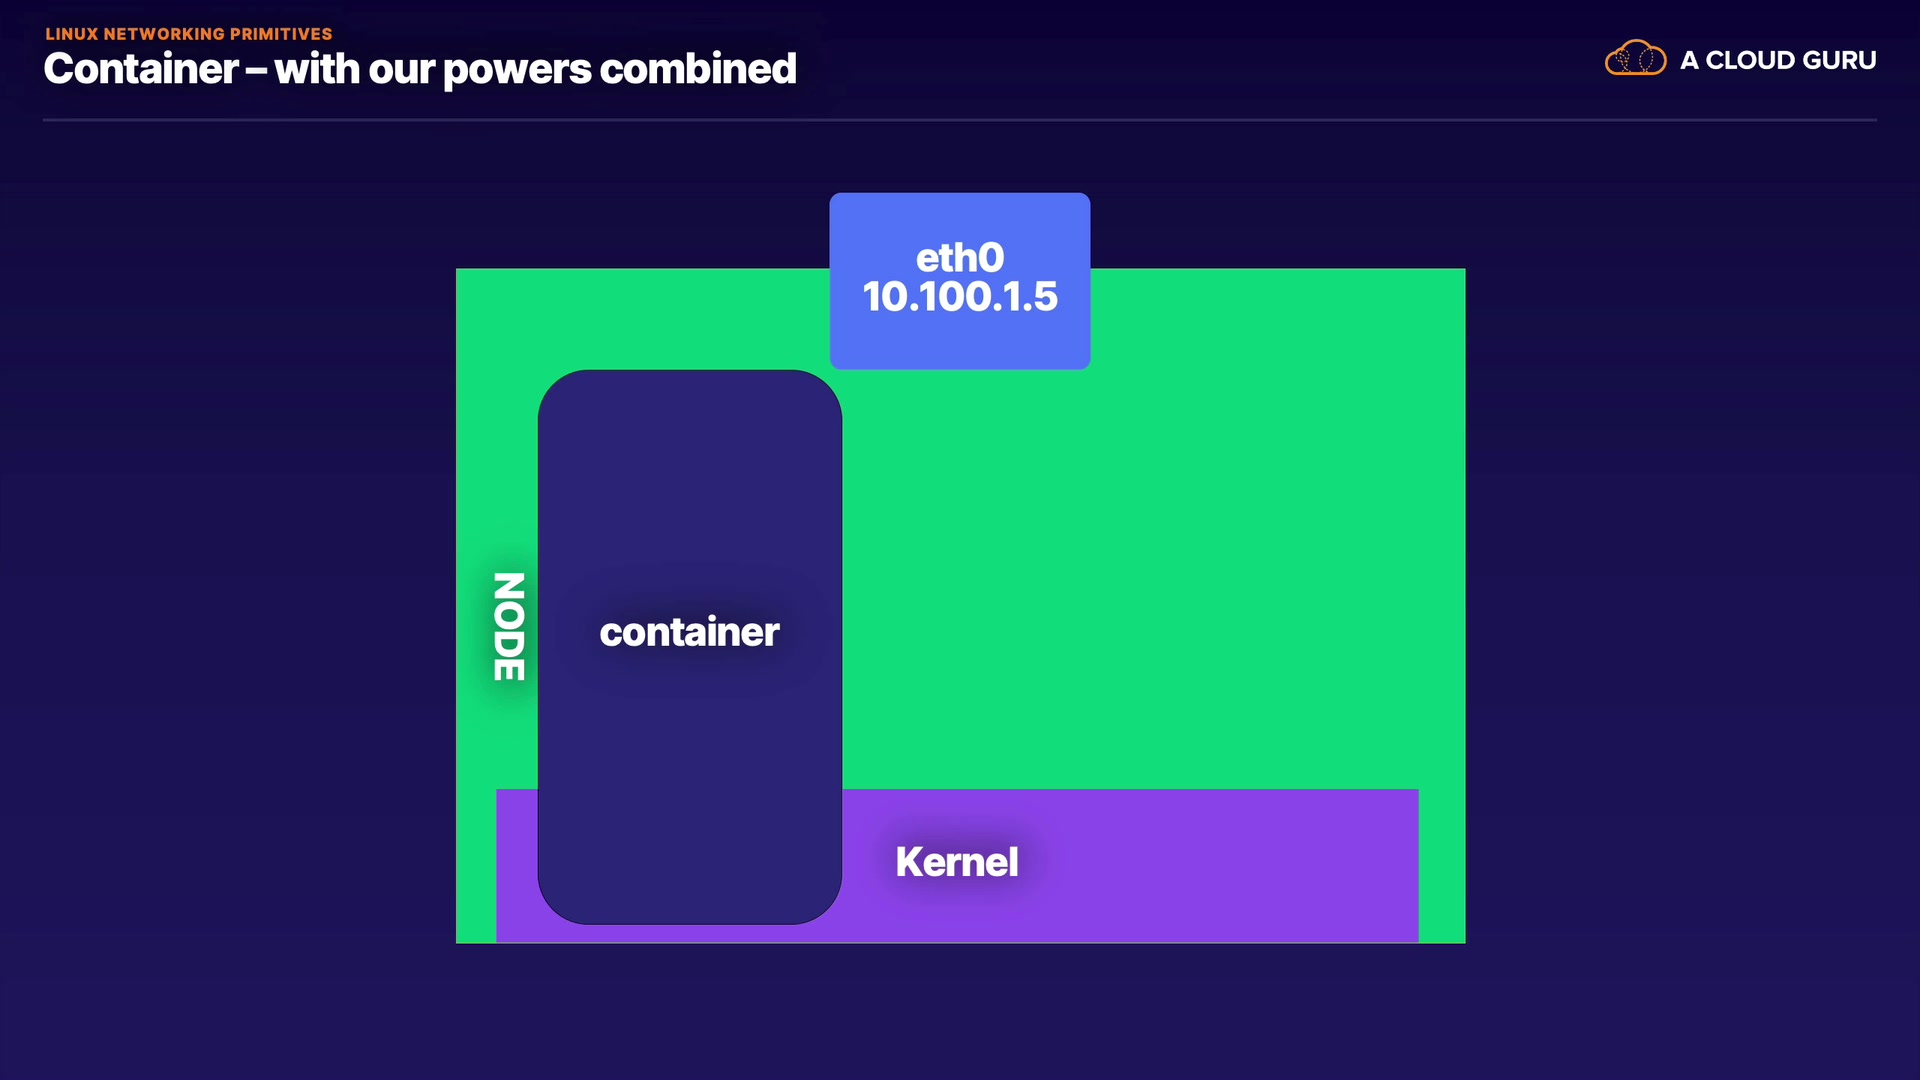 LINUX NETWORKING PRIMITIVES
Container – with our powers combined
A CLOUD GURU
eth0
10.100.1.5
NODE
container
Kernel